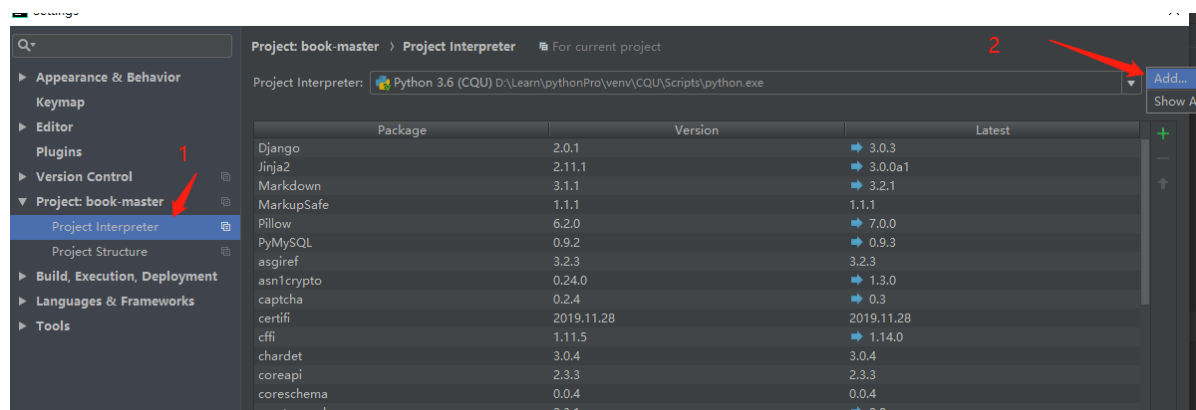 Settings
Project: book-master › Project Interpreter For current project
2
Appearance & Behavior
Project Interpreter: Python 3.6 (CQU) D:\Learn\pythonPro\venv\CQU\Scripts\python.exe
Add...
Keymap
Show A
Editor
Package Version Latest
Plugins
1
Django 2.0.1 3.0.3
Jinja2 2.11.1 3.0.0a1
Version Control
Markdown 3.1.1 3.2.1
Project: book-master
MarkupSafe 1.1.1 1.1.1
Project Interpreter
Pillow 6.2.0 7.0.0
PyMySQL 0.9.2 0.9.3
Project Structure
asgiref 3.2.3 3.2.3
Build, Execution, Deployment
asn1crypto 0.24.0 1.3.0
Languages & Frameworks
captcha 0.2.4 0.3
certifi 2019.11.28 2019.11.28
Tools
cffi 1.11.5 1.14.0
chardet 3.0.4 3.0.4
coreapi 2.3.3 2.3.3
coreschema 0.0.4 0.0.4